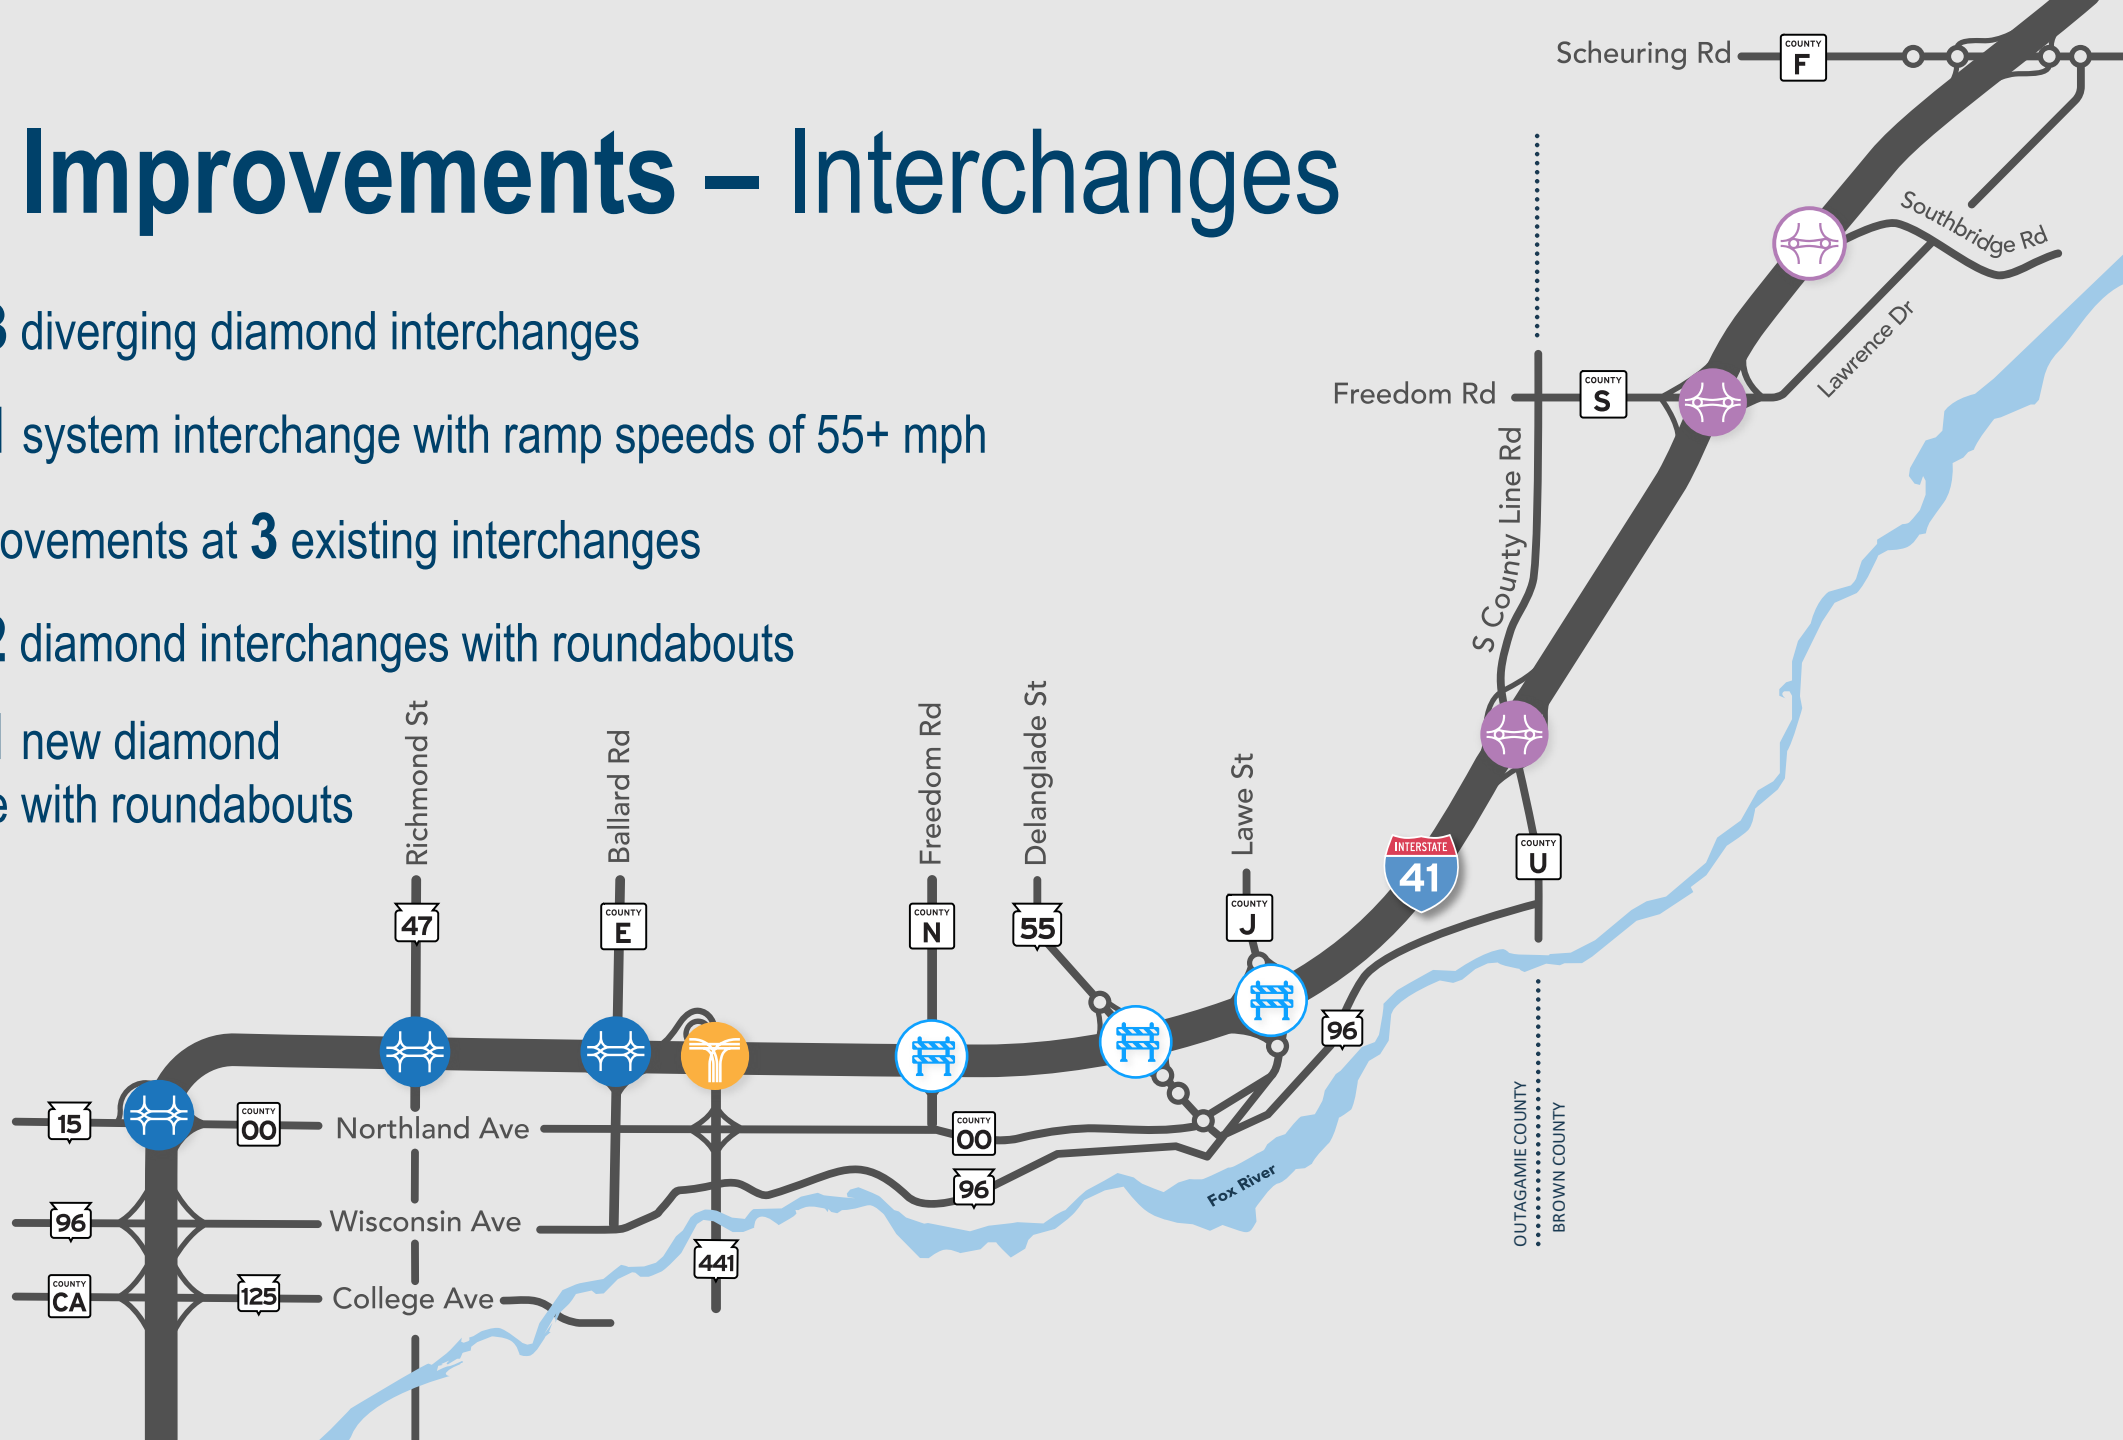 Scheuring Rd
COUNTY
F
Improvements – Interchanges
Southbridge Rd
3 diverging diamond interchanges
Lawrence Dr
Freedom Rd
COUNTY
S
system interchange with ramp speeds of 55+ mph
S County Line Rd
ovements at 3 existing interchanges
2 diamond interchanges with roundabouts
new diamond
e with roundabouts
Richmond St
Ballard Rd
Freedom Rd
Delanglade St
Lawe St
INTERSTATE
41
COUNTY
U
47
COUNTY
E
COUNTY
N
55
COUNTY
J
96
15
COUNTY
OO
Northland Ave
COUNTY
OO
96
Fox River
OUTAGAMIE COUNTY
BROWN COUNTY
96
Wisconsin Ave
441
COUNTY
CA
125
College Ave